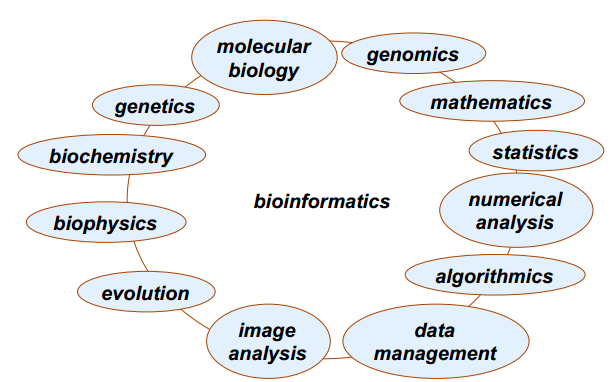 molecular
biology
genomics
genetics
mathematics
biochemistry
statistics
bioinformatics
numerical
analysis
biophysics
algorithmics
evolution
image
analysis
data
management